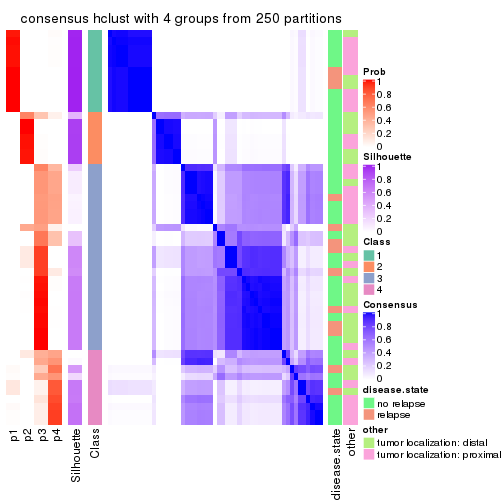 consensus hclust with 4 groups from 250 partitions
p1
p2
p3
p4
Silhouette
Class
disease.state
other
Prob
1
0.8
0.6
0.4
0.2
0
Silhouette
1
0.8
0.6
0.4
0.2
0
Class
1
2
3
4
Consensus
1
0.8
0.6
0.4
0.2
0
disease.state
no relapse
relapse
other
tumor localization: distal
tumor localization: proximal